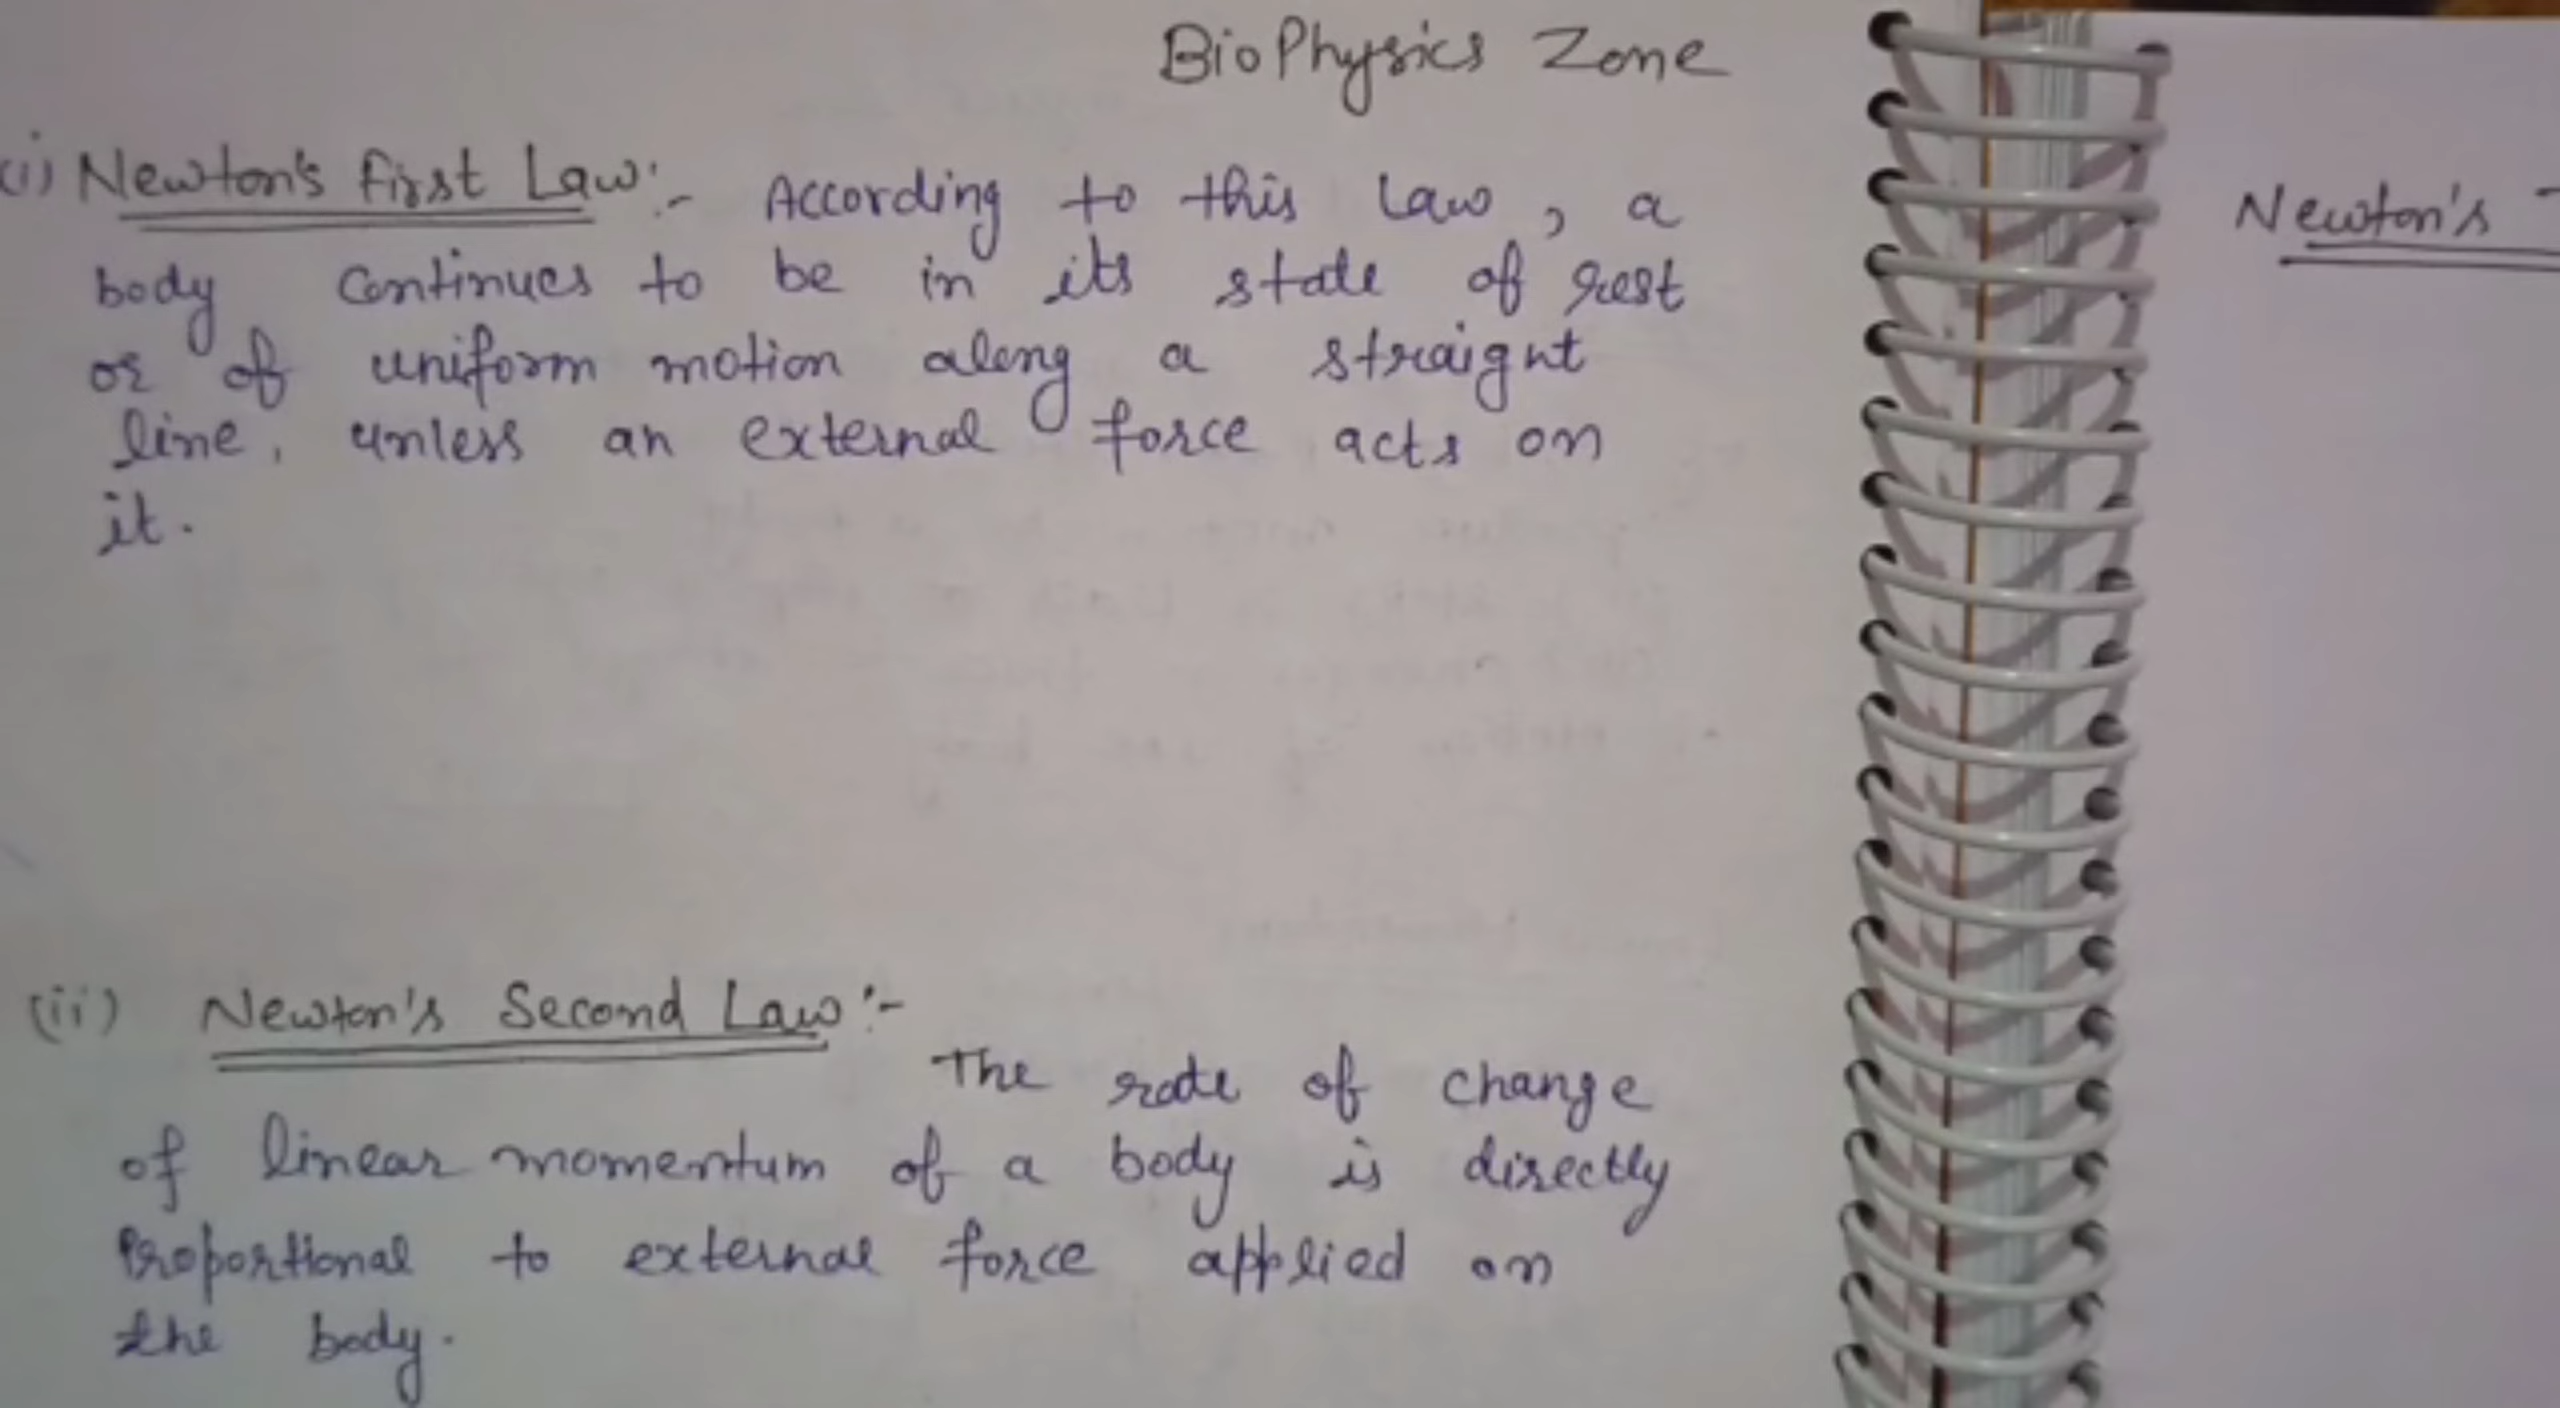 BioPhysics Zone
(i) Newton's first Law:- According to this law, a
body continues to be in its state of rest
or of uniform motion along a straight
line, unless an external force acts on
it.
(ii) Newton's Second Law:-
The rate of change
of linear momentum of a body is directly
Proportional to external force applied on
the body.
Newton's